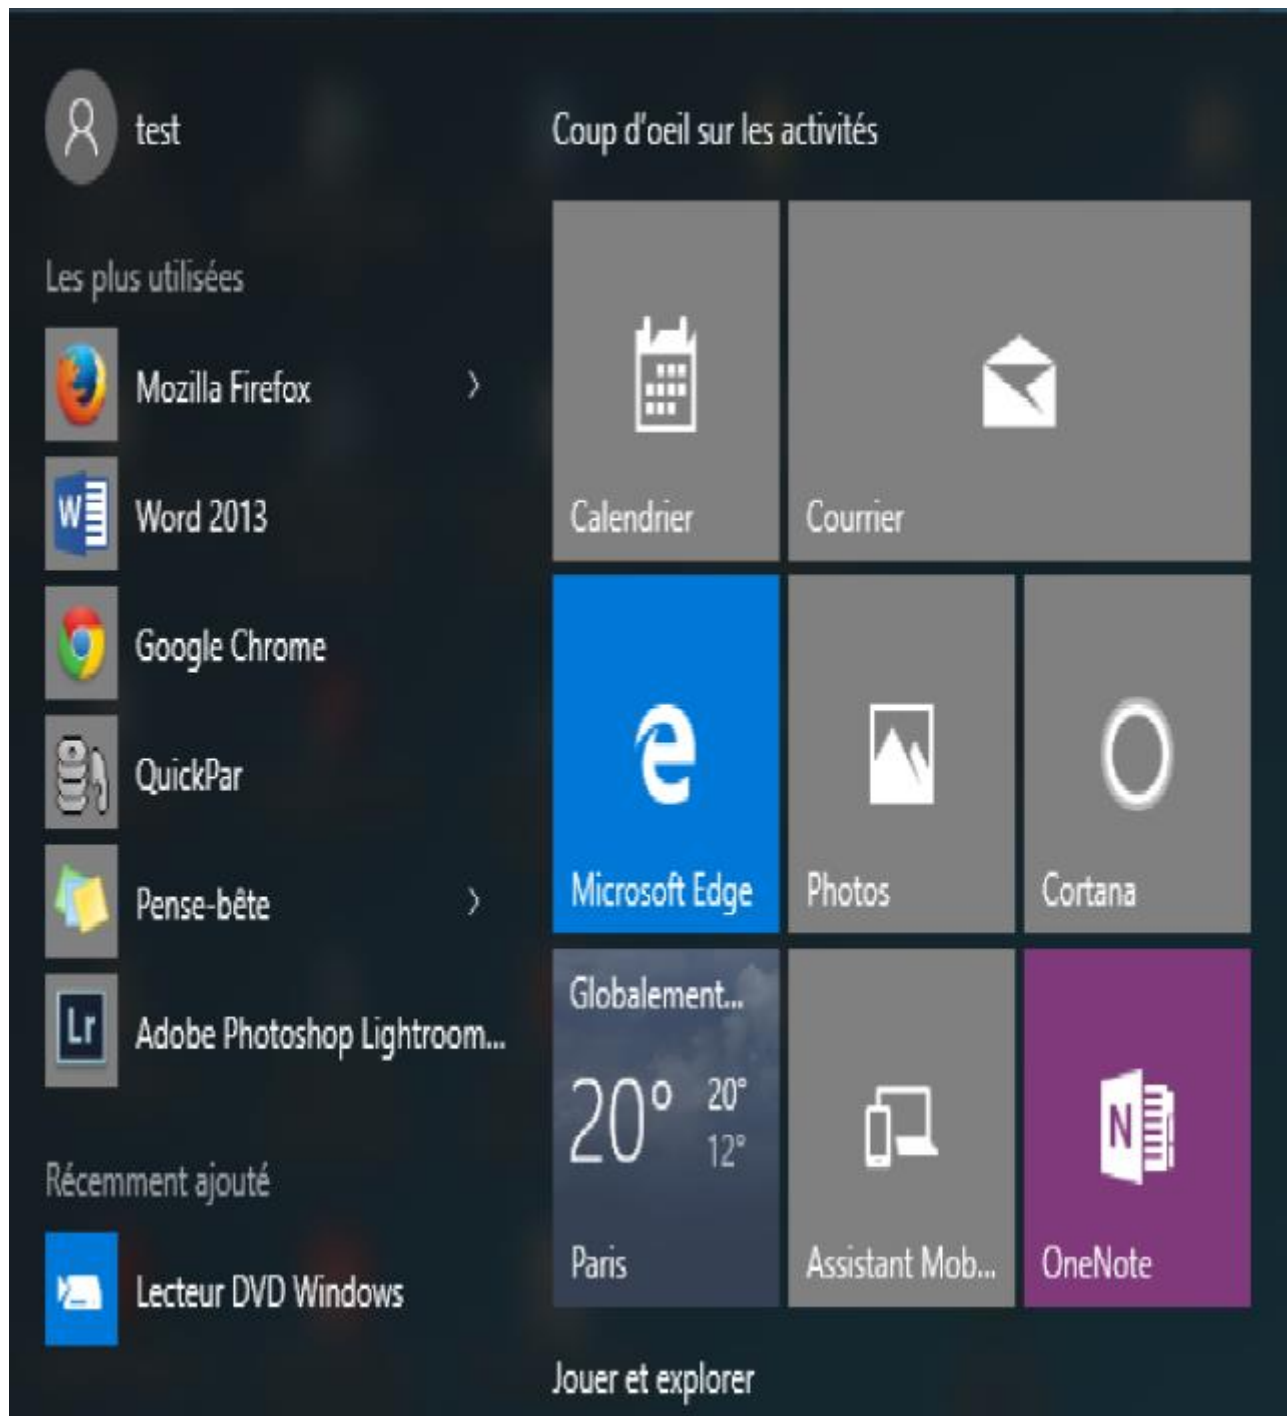 test
Les plus utilisées
Mozilla Firefox
W
Word 2013
Google Chrome
QuickPar
Pense-bête
Lr
Adobe Photoshop Lightroom...
Récemment ajouté
Lecteur DVD Windows
Coup d'oeil sur les activités
Calendrier
Courrier
Microsoft Edge
Photos
Cortana
Globalement...
20° 20°
12°
Paris
Assistant Mob...
N
OneNote
Jouer et explorer